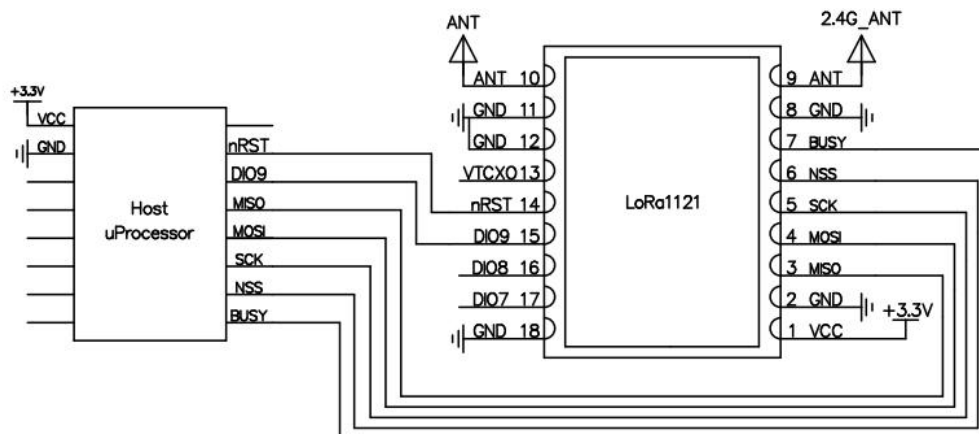 ANT
2.4G_ANT
+3.3V
VCC
GND
nRST
DIO9
MISO
MOSI
SCK
NSS
BUSY
Host
uProcessor
ANT 10
GND 11
GND 12
VTCXO 13
nRST 14
DIO9 15
DIO8 16
DIO7 17
GND 18
LoRa1121
9 ANT
8 GND
7 BUSY
6 NSS
5 SCK
4 MOSI
3 MISO
2 GND
1 VCC
+3.3V